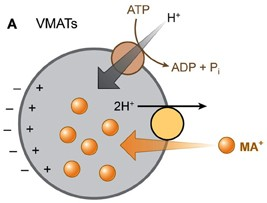 A VMATs
ATP
H⁺
ADP + Pᵢ
2H⁺
MA⁺
− +
− +
− +
− +
− +